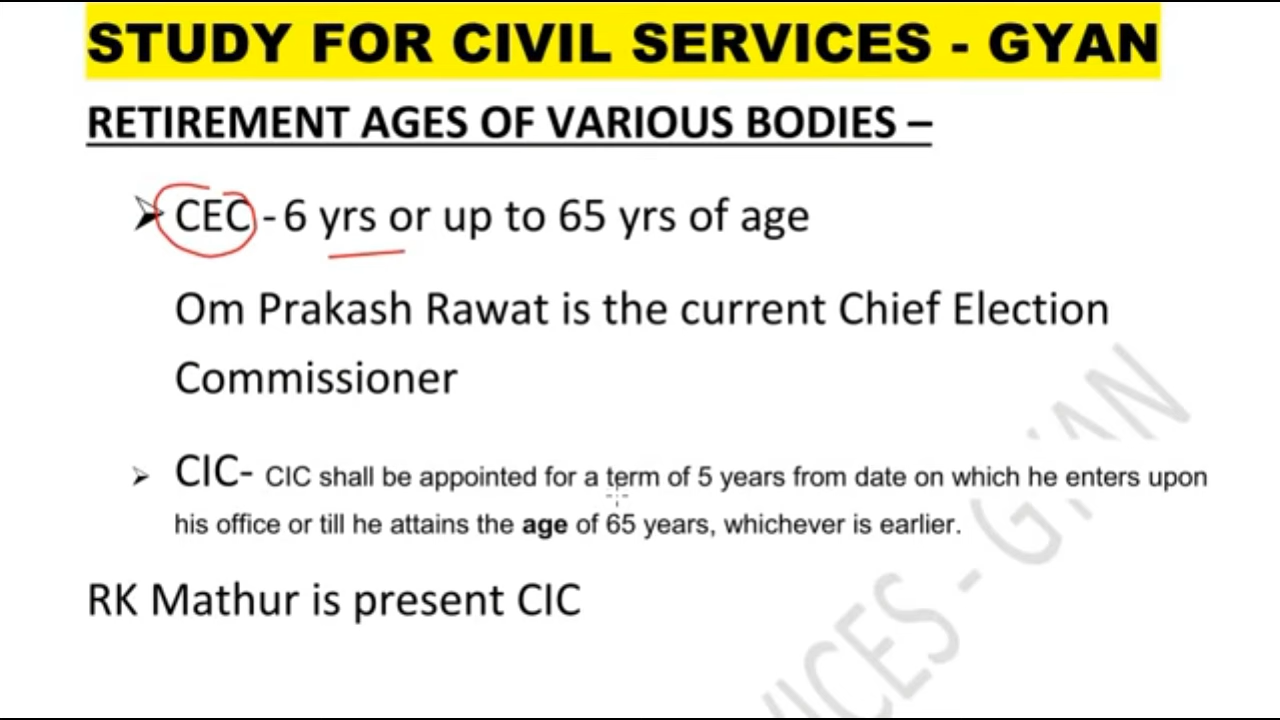 STUDY FOR CIVIL SERVICES - GYAN
RETIREMENT AGES OF VARIOUS BODIES –
CEC - 6 yrs or up to 65 yrs of age
Om Prakash Rawat is the current Chief Election
Commissioner
CIC- CIC shall be appointed for a term of 5 years from date on which he enters upon
his office or till he attains the age of 65 years, whichever is earlier.
RK Mathur is present CIC
VICES - GYAN